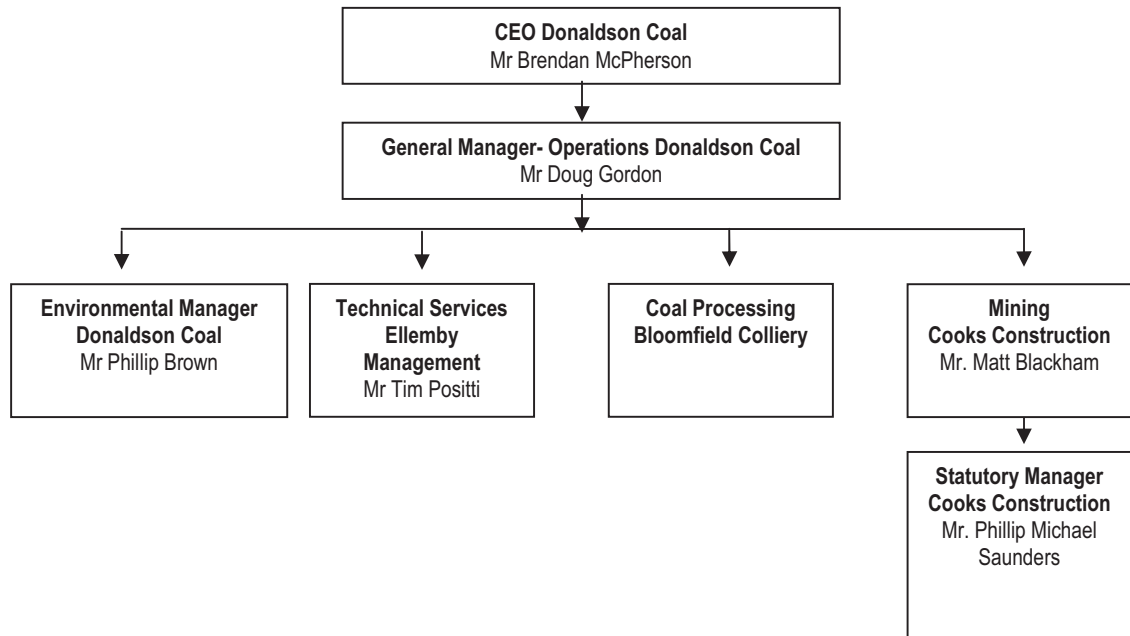 CEO Donaldson Coal
Mr Brendan McPherson
General Manager- Operations Donaldson Coal
Mr Doug Gordon
Environmental Manager
Donaldson Coal
Mr Phillip Brown
Technical Services
Ellemby
Management
Mr Tim Positti
Coal Processing
Bloomfield Colliery
Mining
Cooks Construction
Mr. Matt Blackham
Statutory Manager
Cooks Construction
Mr. Phillip Michael
Saunders